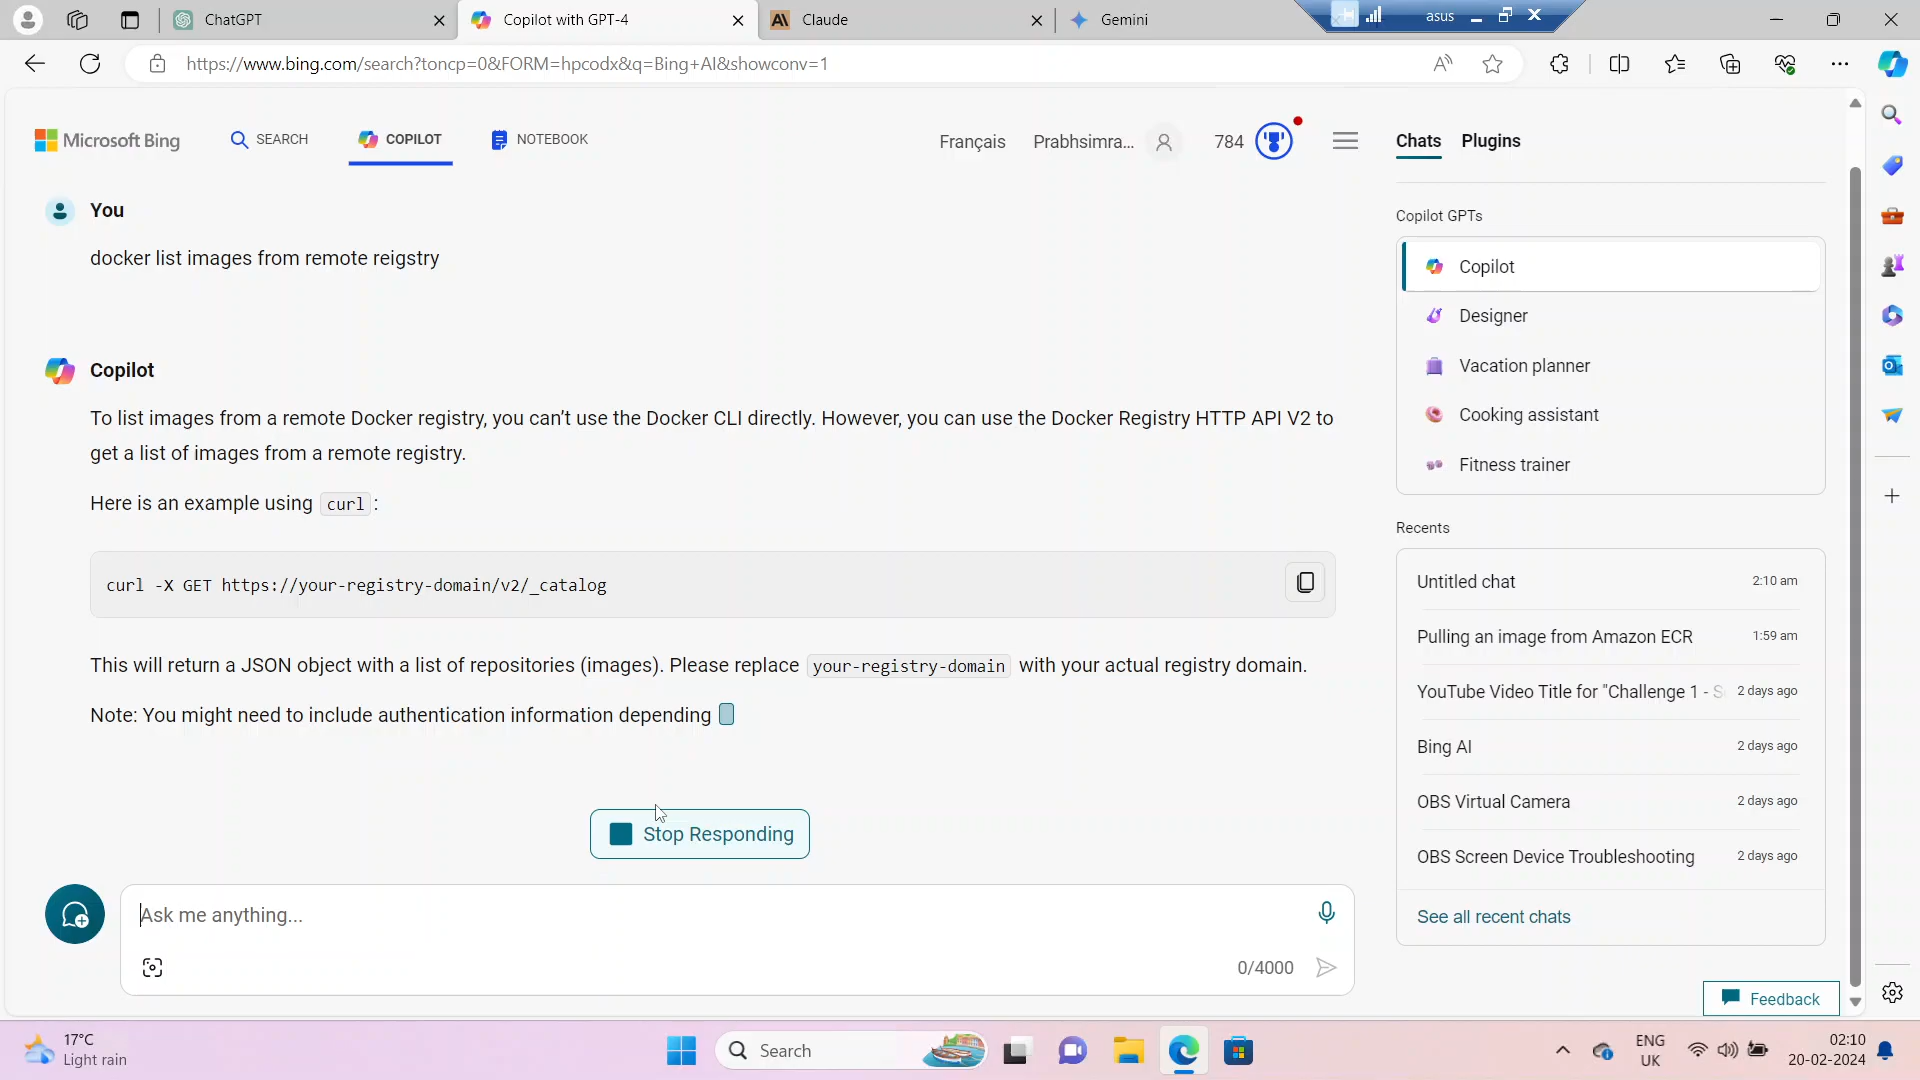 ChatGPT
Copilot with GPT-4
Claude
Gemini
asus
https://www.bing.com/search?toncp=0&FORM=hpcodx&q=Bing+AI&showconv=1
Microsoft Bing
SEARCH
COPILOT
NOTEBOOK
Français
Prabhsimra...
784
Chats
Plugins
You
docker list images from remote reigstry
Copilot
To list images from a remote Docker registry, you can’t use the Docker CLI directly. However, you can use the Docker Registry HTTP API V2 to
get a list of images from a remote registry.
Here is an example using curl :
curl -X GET https://your-registry-domain/v2/_catalog
This will return a JSON object with a list of repositories (images). Please replace your-registry-domain with your actual registry domain.
Note: You might need to include authentication information depending
Stop Responding
Ask me anything...
0/4000
Copilot GPTs
Copilot
Designer
Vacation planner
Cooking assistant
Fitness trainer
Recents
Untitled chat 2:10 am
Pulling an image from Amazon ECR 1:59 am
YouTube Video Title for "Challenge 1 - S 2 days ago
Bing AI 2 days ago
OBS Virtual Camera 2 days ago
OBS Screen Device Troubleshooting 2 days ago
See all recent chats
Feedback
17°C
Light rain
Search
ENG
UK
02:10
20-02-2024